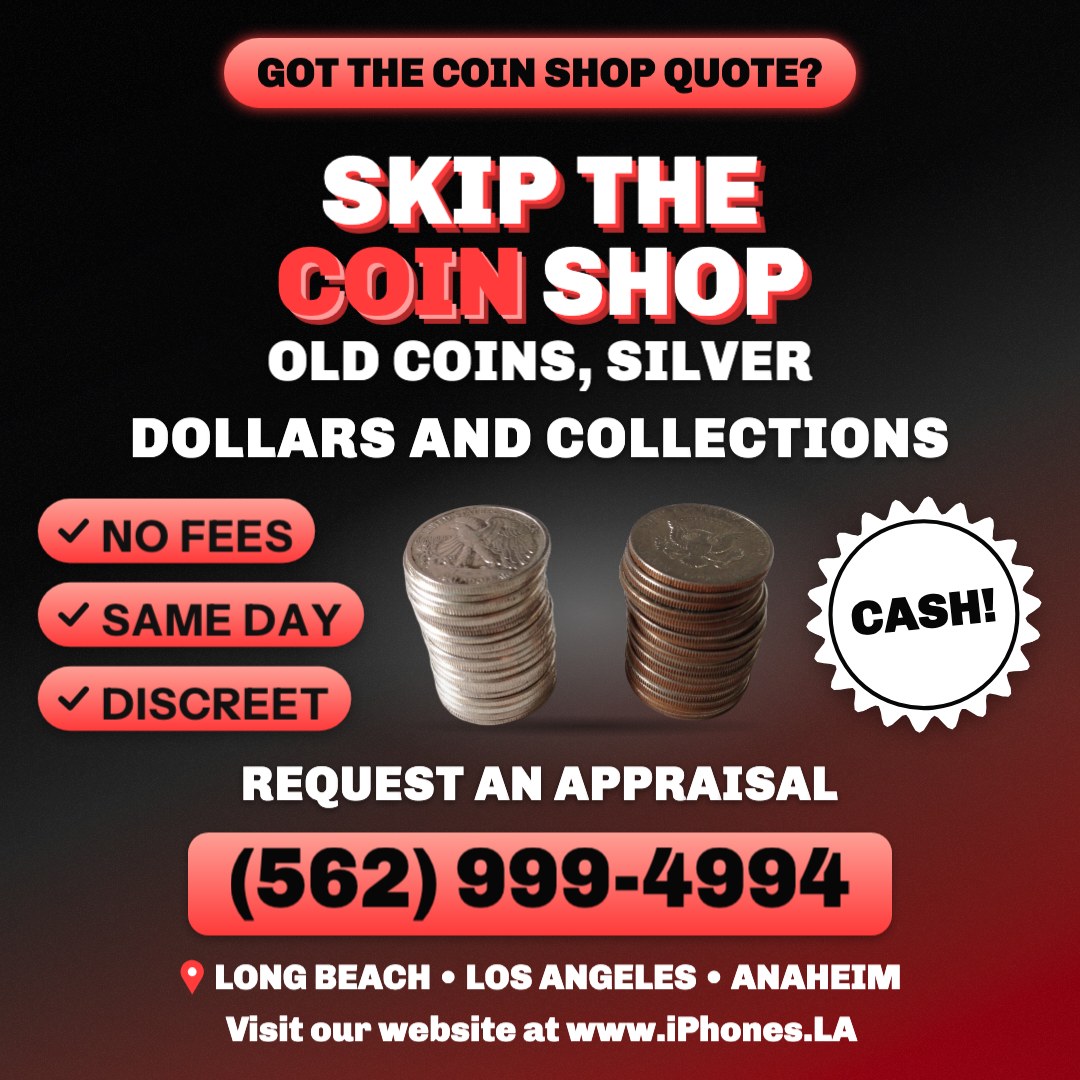 GOT THE COIN SHOP QUOTE?
SKIP THE
COIN SHOP
OLD COINS, SILVER
DOLLARS AND COLLECTIONS
✓ NO FEES
✓ SAME DAY
✓ DISCREET
CASH!
REQUEST AN APPRAISAL
(562) 999-4994
LONG BEACH • LOS ANGELES • ANAHEIM
Visit our website at www.iPhones.LA